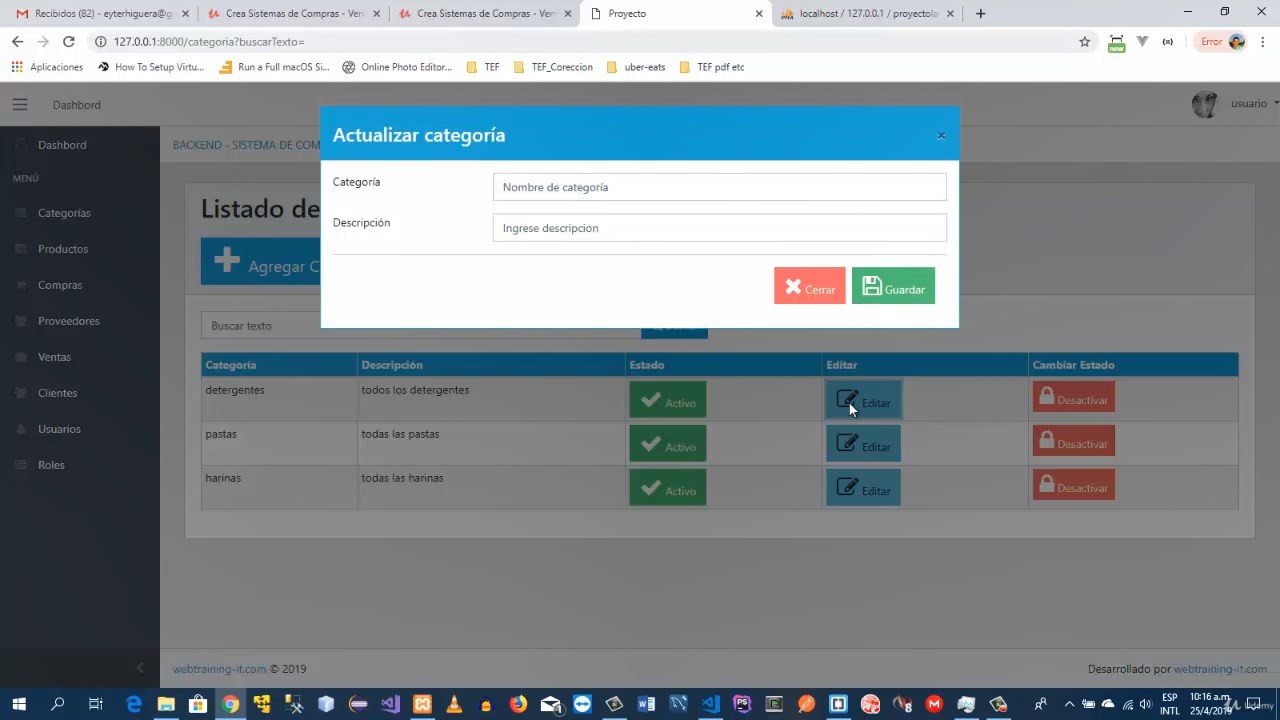 Recibidos (82) - eyterhiguera@g
Crea Sistemas de Compras - Ven
Crea Sistemas de Compras - Ven
Proyecto
localhost / 127.0.0.1 / proyectola
127.0.0.1:8000/categoria?buscarTexto=
new
Error
Aplicaciones
How To Setup Virtu...
Run a Full macOS Si...
Online Photo Editor...
TEF
TEF_Coreccion
uber-eats
TEF pdf etc
Dashbord
usuario
Dashbord
MENÚ
Categorías
Productos
Compras
Proveedores
Ventas
Clientes
Usuarios
Roles
BACKEND - SISTEMA DE COM
Listado de
Agregar C
Actualizar categoría
×
Categoría
Nombre de categoría
Descripción
Ingrese descripcion
Cerrar
Guardar
Buscar texto
Categoría Descripción Estado Editar Cambiar Estado
detergentes todos los detergentes Activo Editar Desactivar
pastas todas las pastas Activo Editar Desactivar
harinas todas las harinas Activo Editar Desactivar
webtraining-it.com © 2019
Desarrollado por webtraining-it.com
ESP
INTL
10:16 a.m.
25/4/2019
Udemy